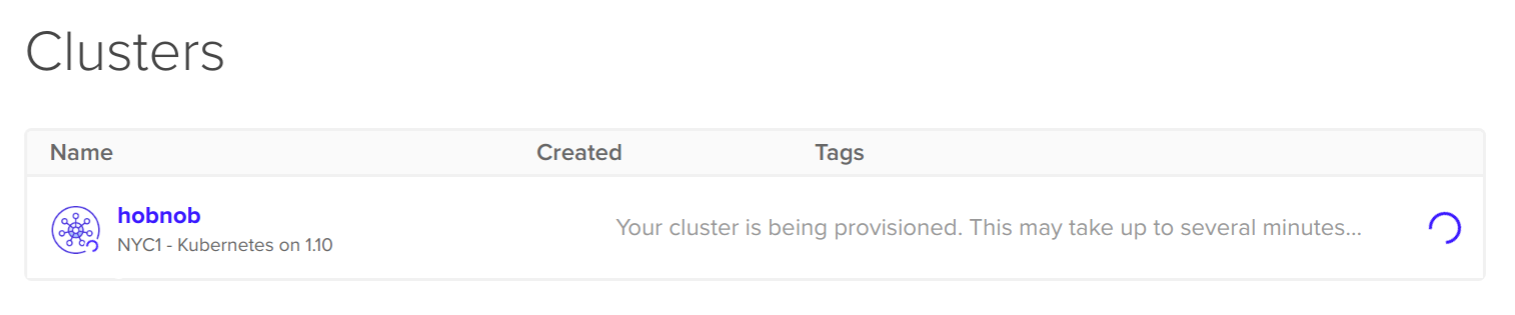 Clusters
Name Created Tags
hobnob
NYC1 - Kubernetes on 1.10
Your cluster is being provisioned. This may take up to several minutes...